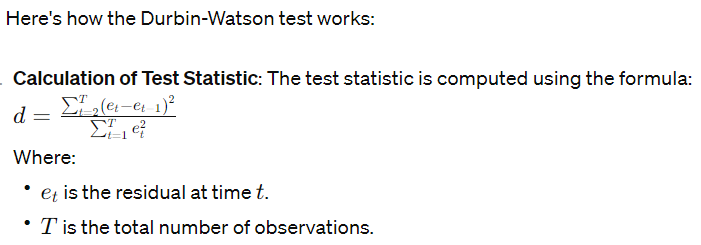 Here's how the Durbin-Watson test works:
Calculation of Test Statistic: The test statistic is computed using the formula:
$d = \frac{\sum_{t=2}^{T}(e_t - e_{t-1})^2}{\sum_{t=1}^{T} e_t^2}$
Where:
• $e_t$ is the residual at time $t$.
• $T$ is the total number of observations.